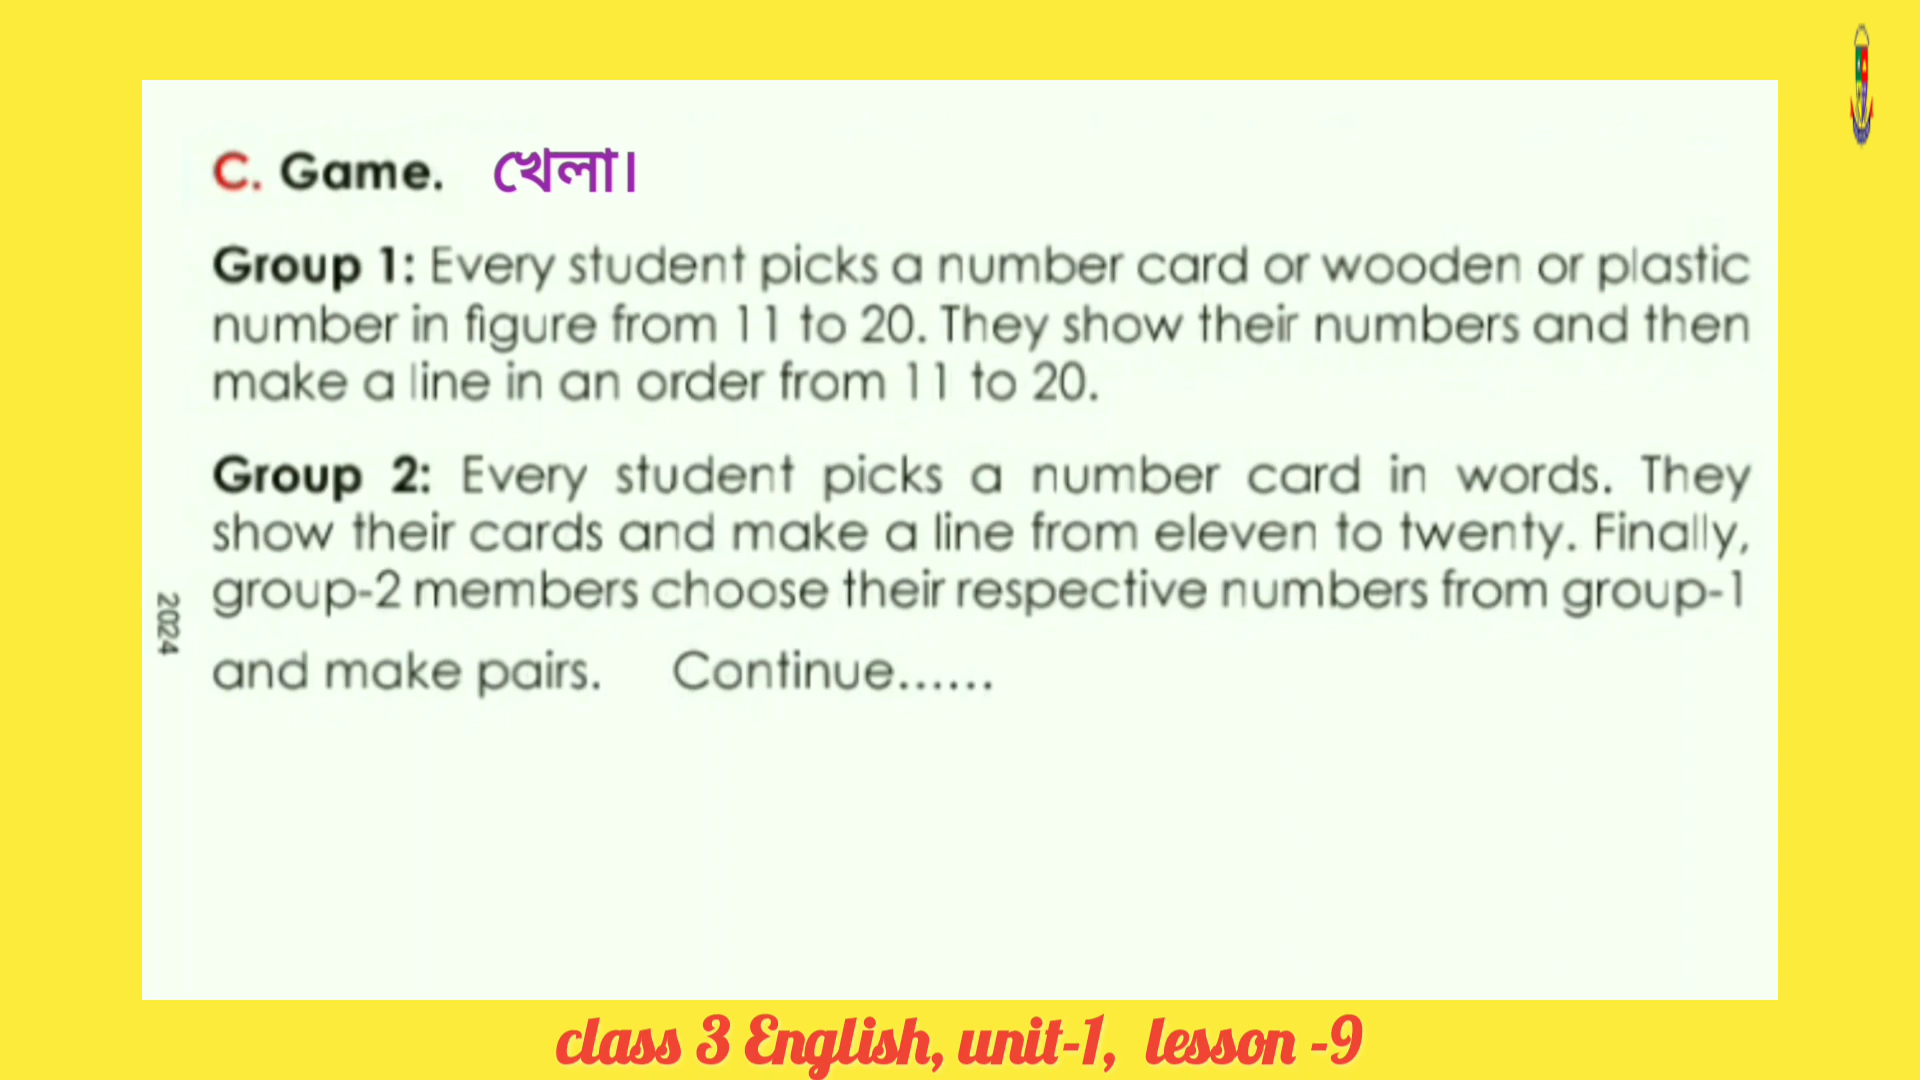 C. Game. খেলা।
Group 1: Every student picks a number card or wooden or plastic
number in figure from 11 to 20. They show their numbers and then
make a line in an order from 11 to 20.
Group 2: Every student picks a number card in words. They
show their cards and make a line from eleven to twenty. Finally,
group-2 members choose their respective numbers from group-1
and make pairs. Continue......
2024
class 3 English, unit-1, lesson -9